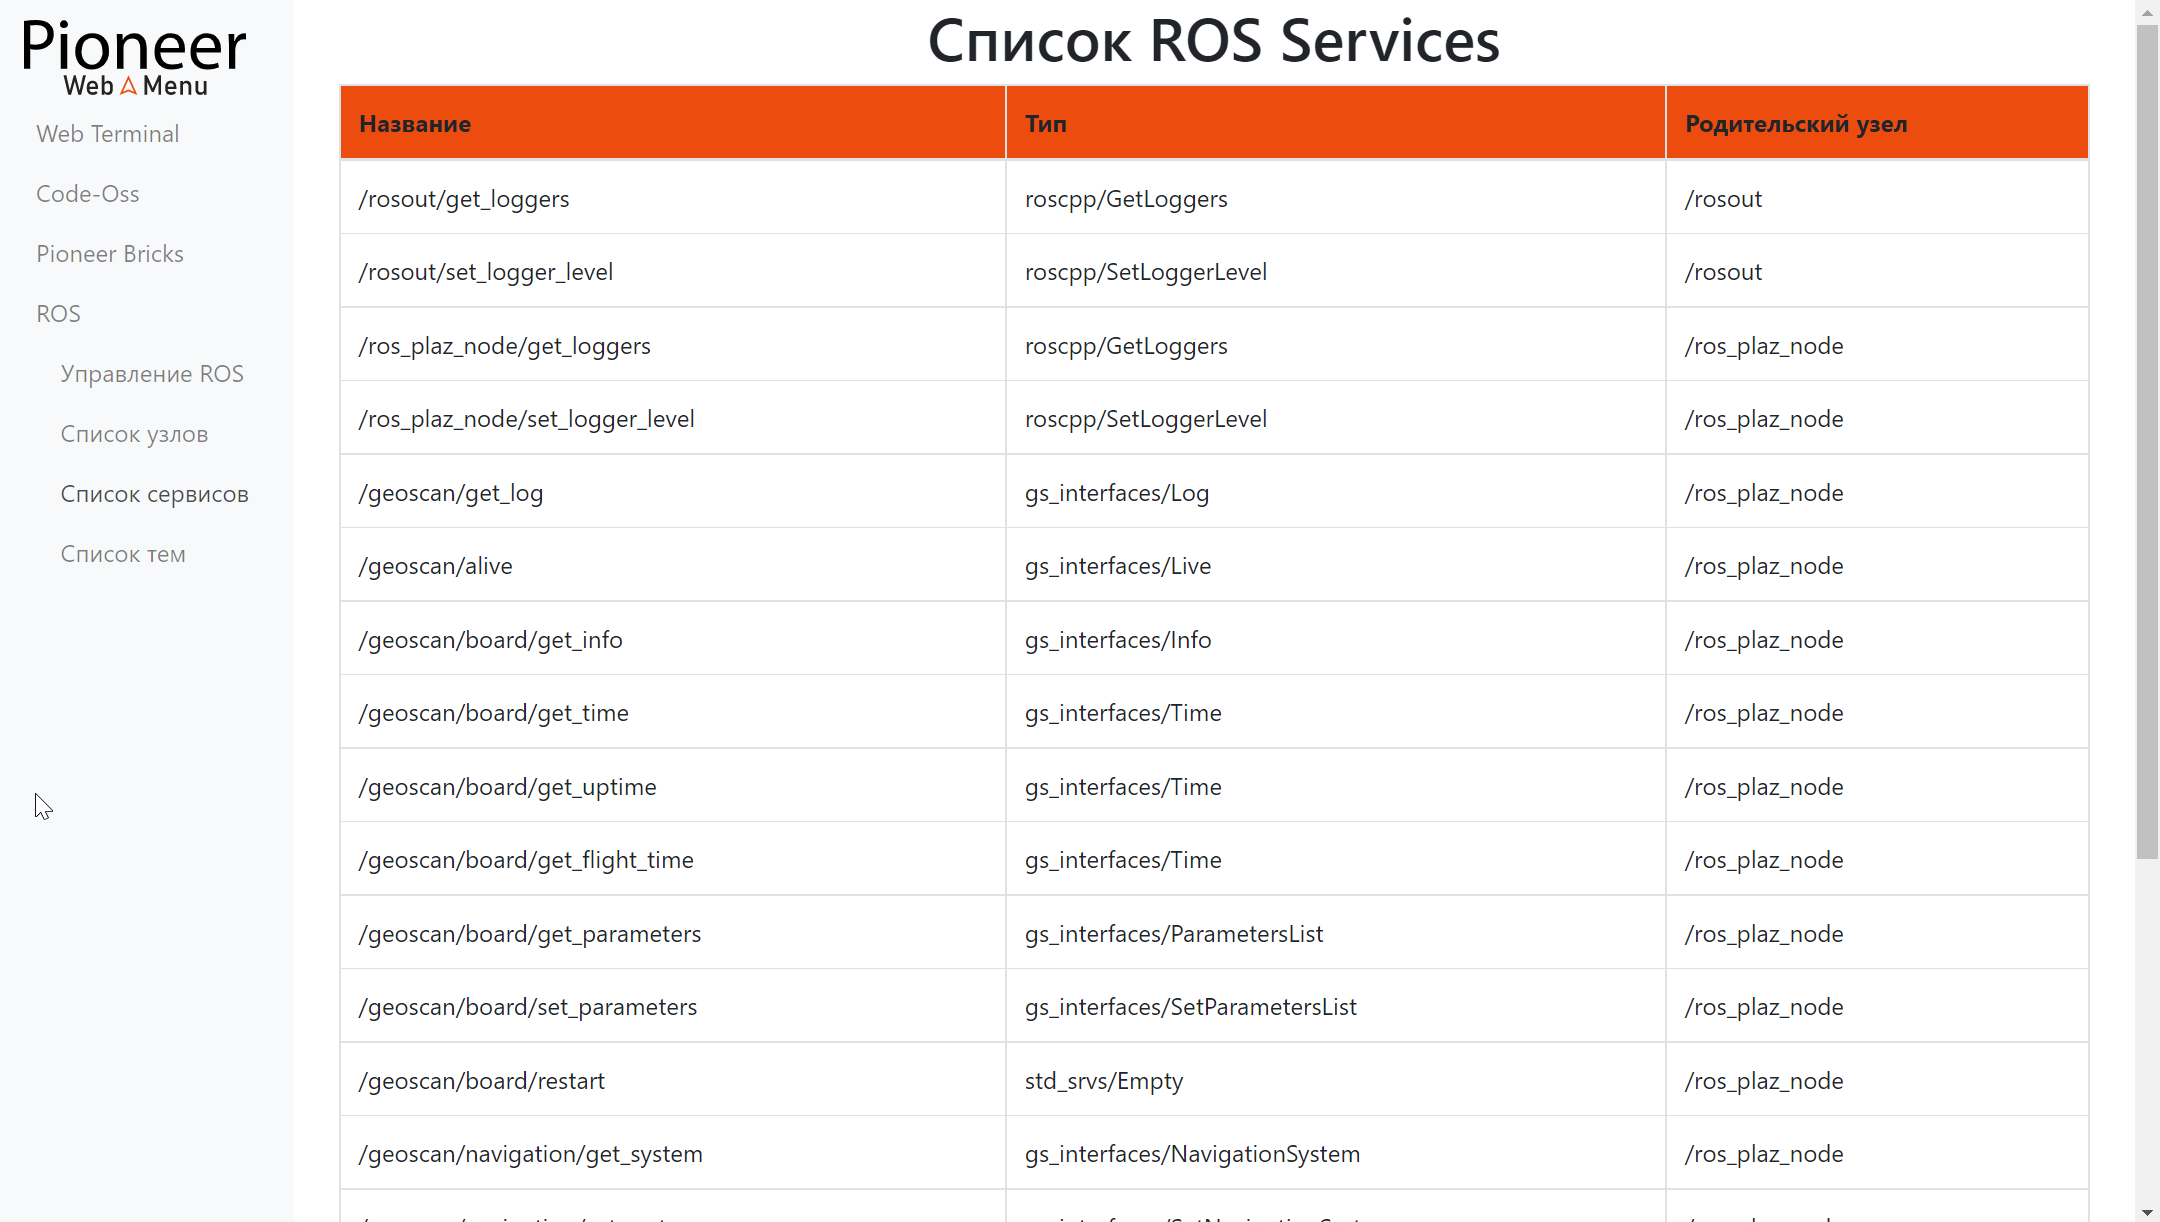 Pioneer
Web Menu
Web Terminal
Code-Oss
Pioneer Bricks
ROS
Управление ROS
Список узлов
Список сервисов
Список тем
Список ROS Services
Название Тип Родительский узел
/rosout/get_loggers roscpp/GetLoggers /rosout
/rosout/set_logger_level roscpp/SetLoggerLevel /rosout
/ros_plaz_node/get_loggers roscpp/GetLoggers /ros_plaz_node
/ros_plaz_node/set_logger_level roscpp/SetLoggerLevel /ros_plaz_node
/geoscan/get_log gs_interfaces/Log /ros_plaz_node
/geoscan/alive gs_interfaces/Live /ros_plaz_node
/geoscan/board/get_info gs_interfaces/Info /ros_plaz_node
/geoscan/board/get_time gs_interfaces/Time /ros_plaz_node
/geoscan/board/get_uptime gs_interfaces/Time /ros_plaz_node
/geoscan/board/get_flight_time gs_interfaces/Time /ros_plaz_node
/geoscan/board/get_parameters gs_interfaces/ParametersList /ros_plaz_node
/geoscan/board/set_parameters gs_interfaces/SetParametersList /ros_plaz_node
/geoscan/board/restart std_srvs/Empty /ros_plaz_node
/geoscan/navigation/get_system gs_interfaces/NavigationSystem /ros_plaz_node